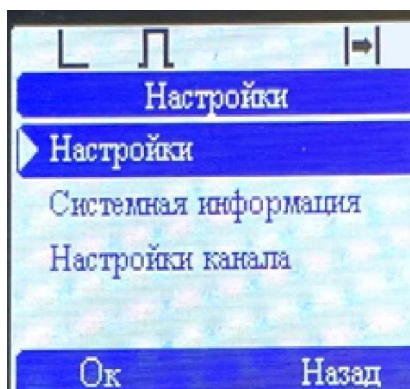 Настройки
Настройки
Системная информация
Настройки канала
Ок Назад